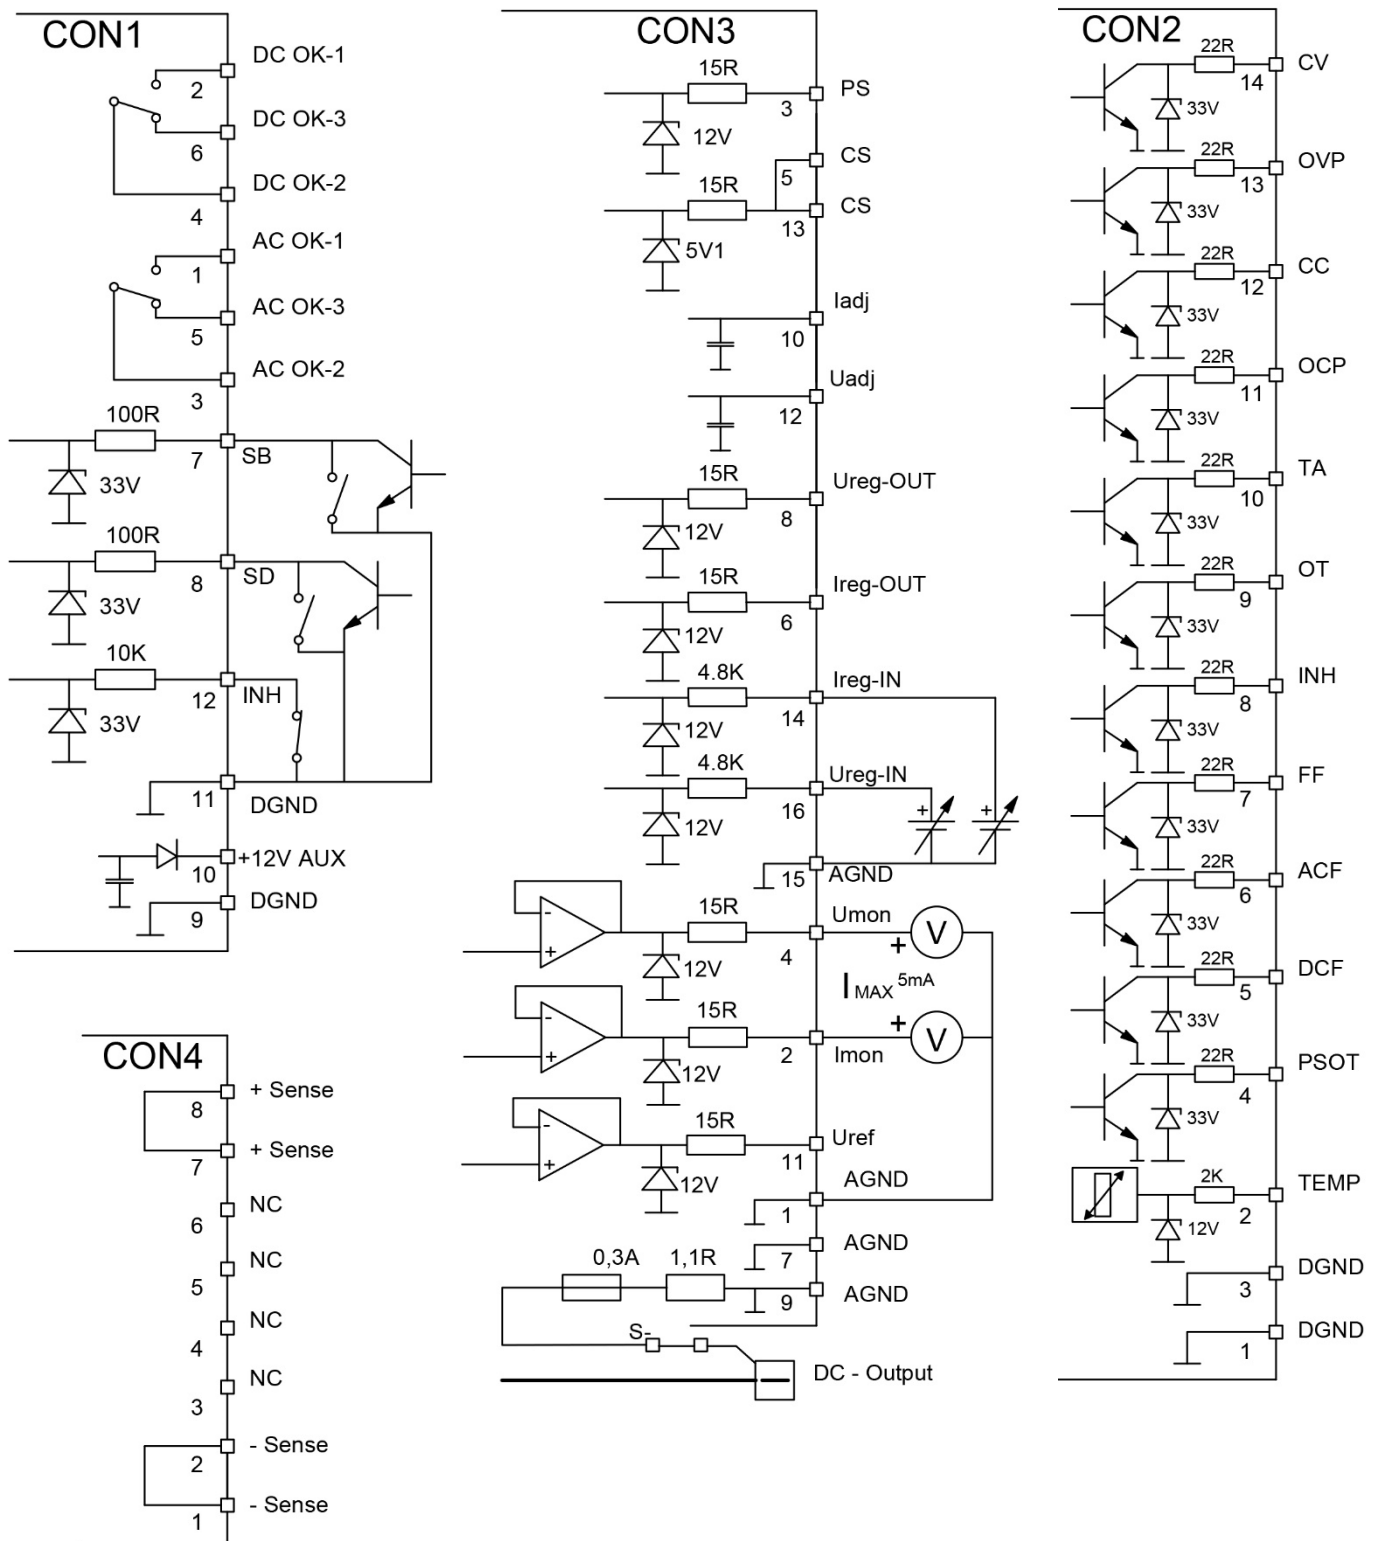 CON1
DC OK-1
2
DC OK-3
6
DC OK-2
4
AC OK-1
1
AC OK-3
5
AC OK-2
3
100R
7
SB
33V
100R
8
SD
33V
10K
12
INH
33V
11
DGND
10
+12V AUX
9
DGND
CON4
8
+ Sense
7
+ Sense
6
NC
5
NC
4
NC
3
NC
2
- Sense
1
- Sense
CON3
15R
3
PS
12V
CS
5
15R
13
CS
5V1
Iadj
10
Uadj
12
15R
Ureg-OUT
8
12V
15R
Ireg-OUT
6
12V
4.8K
Ireg-IN
14
12V
4.8K
Ureg-IN
16
12V
+
+
15
AGND
-
+
15R
Umon
4
12V
+
V
I MAX 5mA
-
+
15R
2
Imon
12V
+
V
-
+
15R
Uref
11
12V
AGND
1
AGND
7
0,3A
1,1R
9
AGND
S-
DC - Output
CON2
22R
CV
14
33V
22R
OVP
13
33V
22R
CC
12
33V
22R
OCP
11
33V
22R
TA
10
33V
22R
OT
9
33V
22R
INH
8
33V
22R
FF
7
33V
22R
ACF
6
33V
22R
DCF
5
33V
22R
PSOT
4
33V
2K
TEMP
2
12V
DGND
3
DGND
1